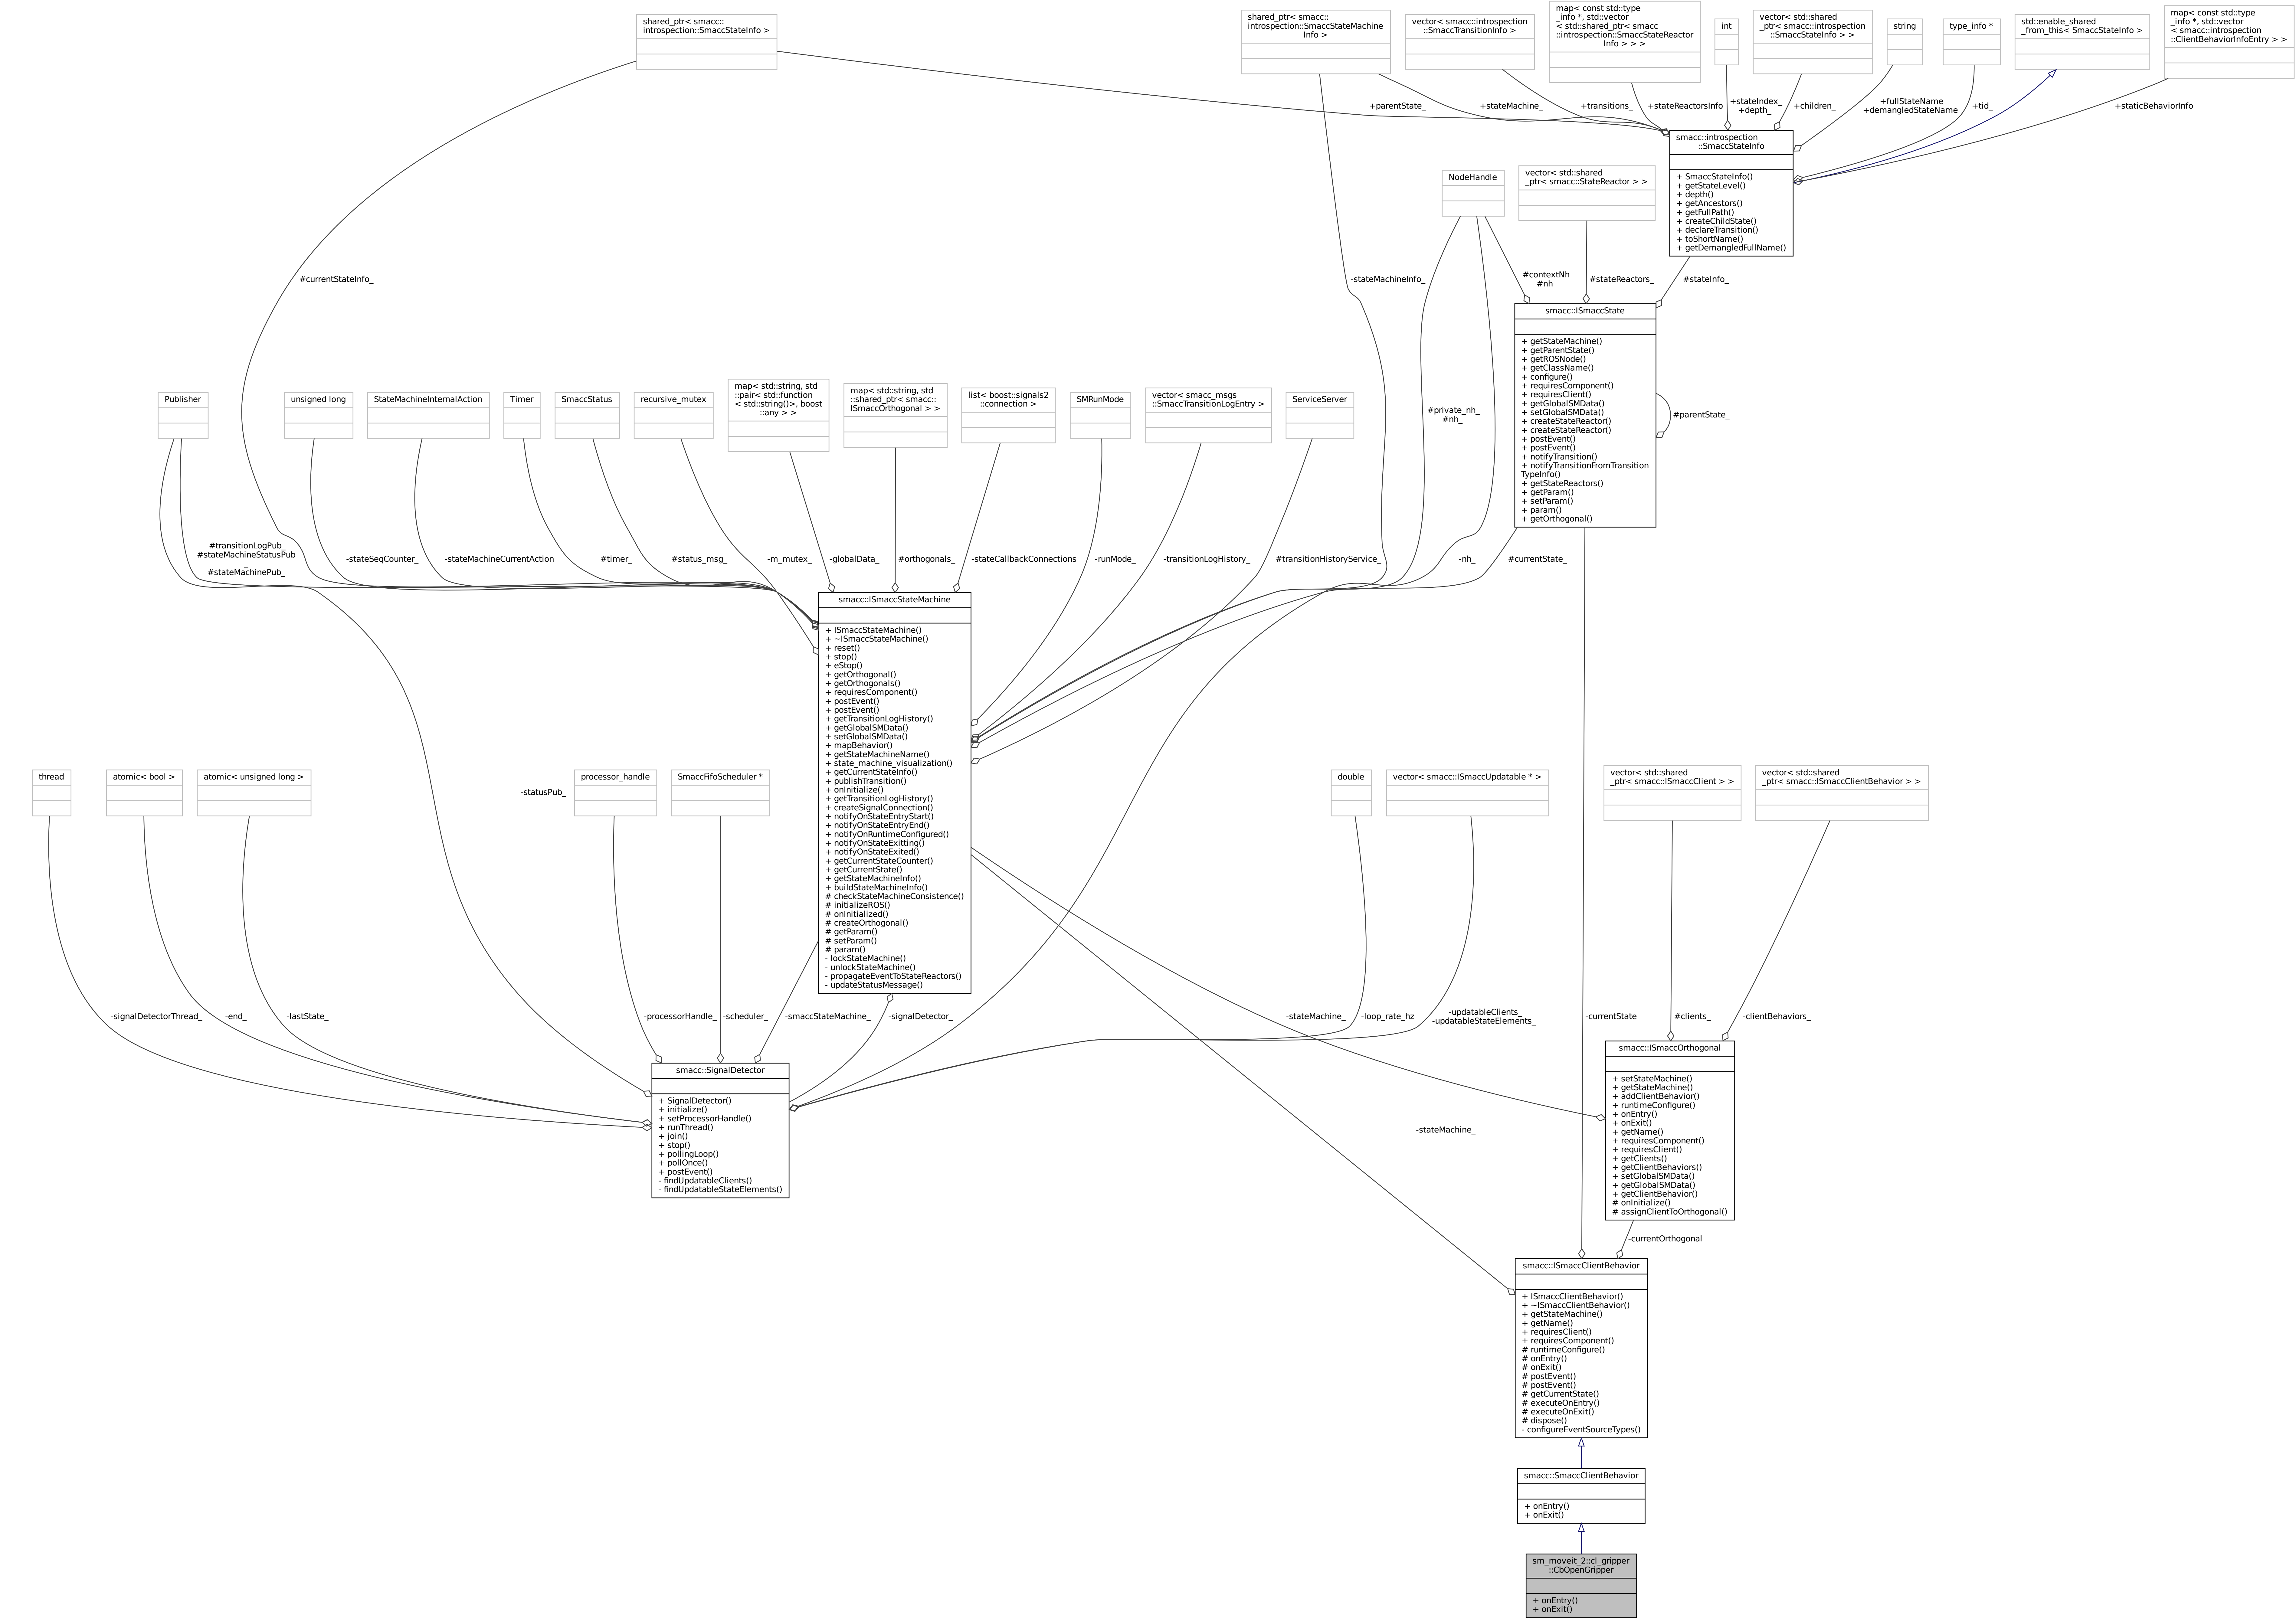 shared_ptr< smacc::
introspection::SmaccStateInfo >
shared_ptr< smacc::
introspection::SmaccStateMachine
Info >
vector< smacc::introspection
::SmaccTransitionInfo >
map< const std::type
_info *, std::vector
< std::shared_ptr< smacc
::introspection::SmaccStateReactor
Info > > >
int
vector< std::shared
_ptr< smacc::introspection
::SmaccStateInfo > >
string
type_info *
std::enable_shared
_from_this< SmaccStateInfo >
map< const std::type
_info *, std::vector
< smacc::introspection
::ClientBehaviorInfoEntry > >
+parentState_
+stateMachine_
+transitions_
+stateReactorsInfo
+stateIndex_
+depth_
+children_
+fullStateName
+demangledStateName
+tid_
+staticBehaviorInfo
smacc::introspection
::SmaccStateInfo
+ SmaccStateInfo()
+ getStateLevel()
+ depth()
+ getAncestors()
+ getFullPath()
+ createChildState()
+ declareTransition()
+ toShortName()
+ getDemangledFullName()
NodeHandle
vector< std::shared
_ptr< smacc::StateReactor > >
#currentStateInfo_
-stateMachineInfo_
#contextNh
#nh
#stateReactors_
#stateInfo_
smacc::ISmaccState
+ getStateMachine()
+ getParentState()
+ getROSNode()
+ getClassName()
+ configure()
+ requiresComponent()
+ requiresClient()
+ getGlobalSMData()
+ setGlobalSMData()
+ createStateReactor()
+ createStateReactor()
+ postEvent()
+ postEvent()
+ notifyTransition()
+ notifyTransitionFromTransition
TypeInfo()
+ getStateReactors()
+ getParam()
+ setParam()
+ param()
+ getOrthogonal()
#parentState_
#private_nh_
#nh_
Publisher
unsigned long
StateMachineInternalAction
Timer
SmaccStatus
recursive_mutex
map< std::string, std
::pair< std::function
< std::string()>, boost
::any > >
map< std::string, std
::shared_ptr< smacc::
ISmaccOrthogonal > >
list< boost::signals2
::connection >
SMRunMode
vector< smacc_msgs
::SmaccTransitionLogEntry >
ServiceServer
#transitionLogPub_
#stateMachineStatusPub
_
#stateMachinePub_
-stateSeqCounter_
-stateMachineCurrentAction
#timer_
#status_msg_
-m_mutex_
-globalData_
#orthogonals_
-stateCallbackConnections
-runMode_
-transitionLogHistory_
#transitionHistoryService_
-nh_
#currentState_
smacc::ISmaccStateMachine
+ ISmaccStateMachine()
+ ~ISmaccStateMachine()
+ reset()
+ stop()
+ eStop()
+ getOrthogonal()
+ getOrthogonals()
+ requiresComponent()
+ postEvent()
+ postEvent()
+ getTransitionLogHistory()
+ getGlobalSMData()
+ setGlobalSMData()
+ mapBehavior()
+ getStateMachineName()
+ state_machine_visualization()
+ getCurrentStateInfo()
+ publishTransition()
+ onInitialize()
+ getTransitionLogHistory()
+ createSignalConnection()
+ notifyOnStateEntryStart()
+ notifyOnStateEntryEnd()
+ notifyOnRuntimeConfigured()
+ notifyOnStateExitting()
+ notifyOnStateExited()
+ getCurrentStateCounter()
+ getCurrentState()
+ getStateMachineInfo()
+ buildStateMachineInfo()
# checkStateMachineConsistence()
# initializeROS()
# onInitialized()
# createOrthogonal()
# getParam()
# setParam()
# param()
- lockStateMachine()
- unlockStateMachine()
- propagateEventToStateReactors()
- updateStatusMessage()
thread
atomic< bool >
atomic< unsigned long >
-statusPub_
processor_handle
SmaccFifoScheduler *
double
vector< smacc::ISmaccUpdatable * >
vector< std::shared
_ptr< smacc::ISmaccClient > >
vector< std::shared
_ptr< smacc::ISmaccClientBehavior > >
-signalDetectorThread_
-end_
-lastState_
-processorHandle_
-scheduler_
-smaccStateMachine_
-signalDetector_
-stateMachine_
-loop_rate_hz
-updatableClients_
-updatableStateElements_
-currentState
#clients_
-clientBehaviors_
smacc::SignalDetector
+ SignalDetector()
+ initialize()
+ setProcessorHandle()
+ runThread()
+ join()
+ stop()
+ pollingLoop()
+ pollOnce()
+ postEvent()
- findUpdatableClients()
- findUpdatableStateElements()
smacc::ISmaccOrthogonal
+ setStateMachine()
+ getStateMachine()
+ addClientBehavior()
+ runtimeConfigure()
+ onEntry()
+ onExit()
+ getName()
+ requiresComponent()
+ requiresClient()
+ getClients()
+ getClientBehaviors()
+ setGlobalSMData()
+ getGlobalSMData()
+ getClientBehavior()
# onInitialize()
# assignClientToOrthogonal()
-stateMachine_
-currentOrthogonal
smacc::ISmaccClientBehavior
+ ISmaccClientBehavior()
+ ~ISmaccClientBehavior()
+ getStateMachine()
+ getName()
+ requiresClient()
+ requiresComponent()
# runtimeConfigure()
# onEntry()
# onExit()
# postEvent()
# postEvent()
# getCurrentState()
# executeOnEntry()
# executeOnExit()
# dispose()
- configureEventSourceTypes()
smacc::SmaccClientBehavior
+ onEntry()
+ onExit()
sm_moveit_2::cl_gripper
::CbOpenGripper
+ onEntry()
+ onExit()